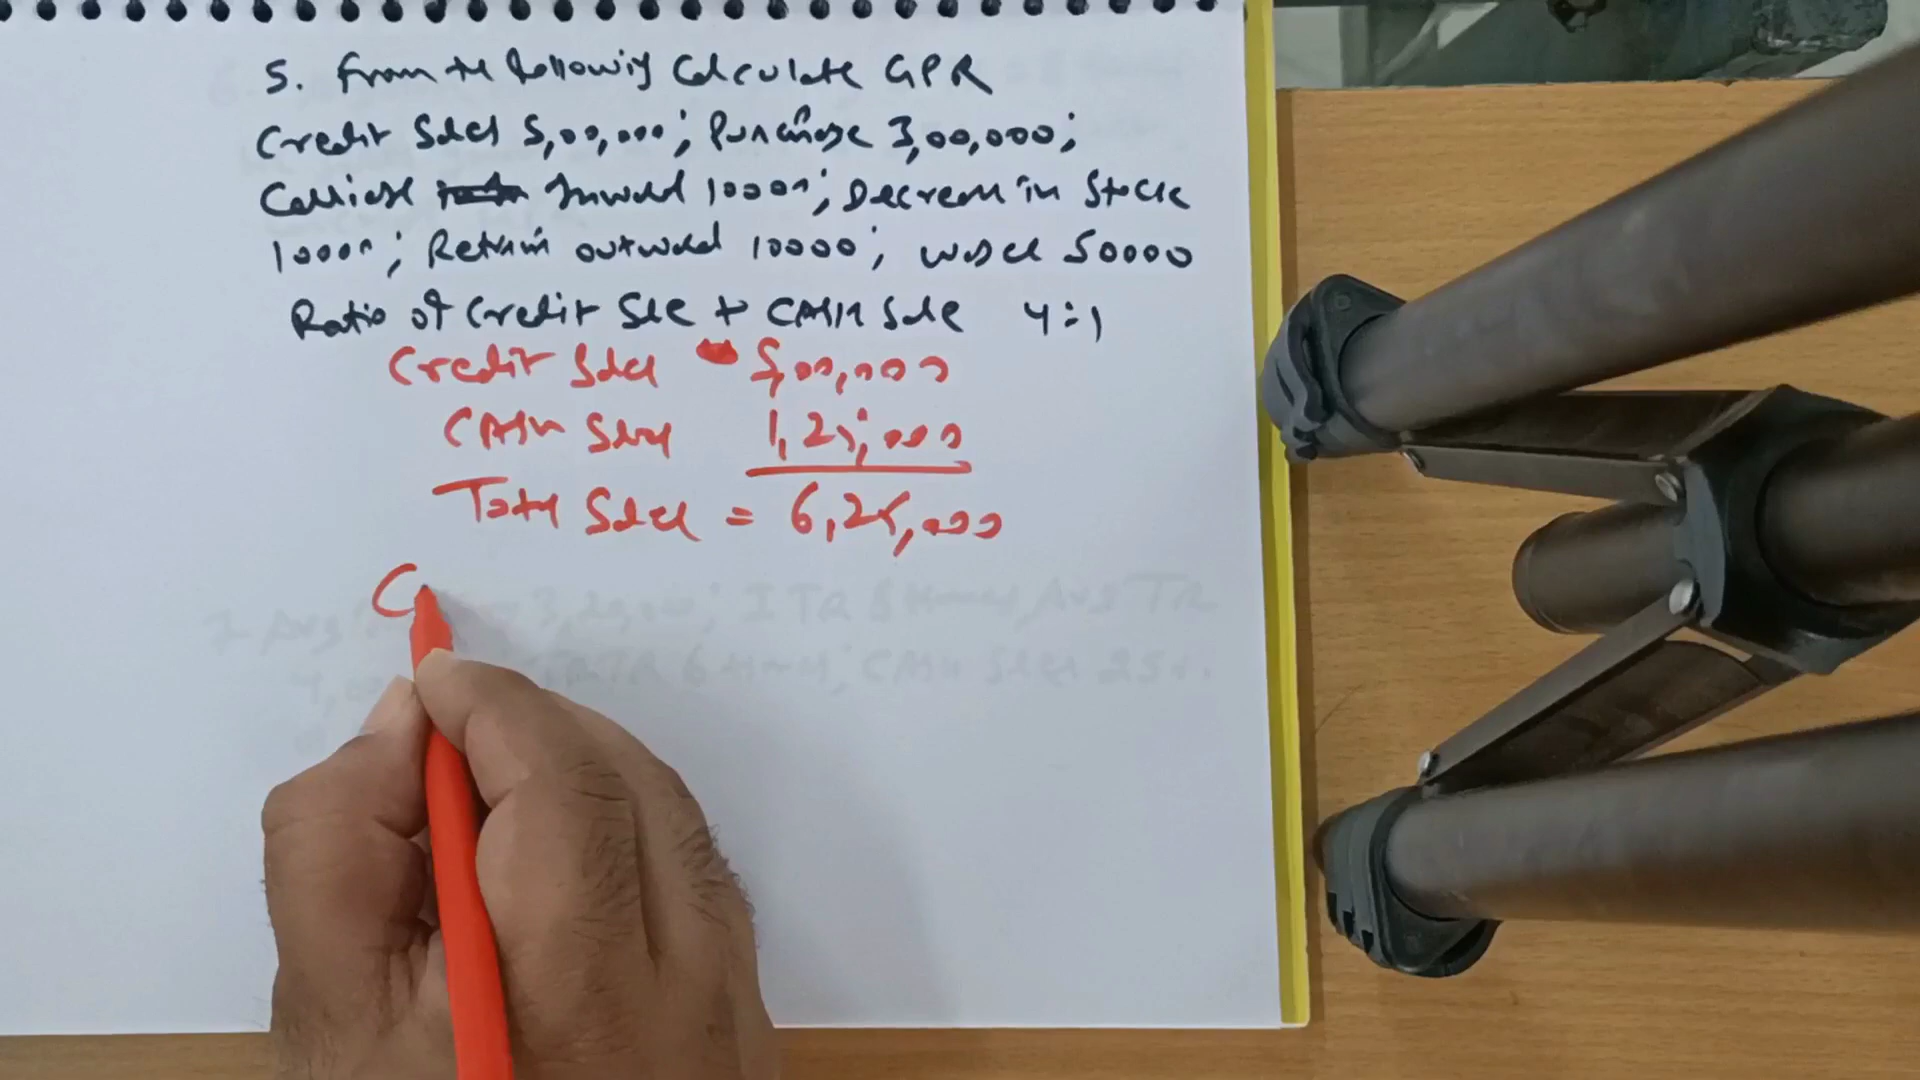 5. From the following Calculate GPR
Credit Sales 5,00,000; Purchase 3,00,000;
Carriage Inward 10000; Decrease in Stock
10000; Return outward 10000; wages 50000
Ratio of Credit Sale & Cash Sale 4:1
Credit Sales 5,00,000
Cash Sales 1,25,000
Total Sales = 6,25,000
C